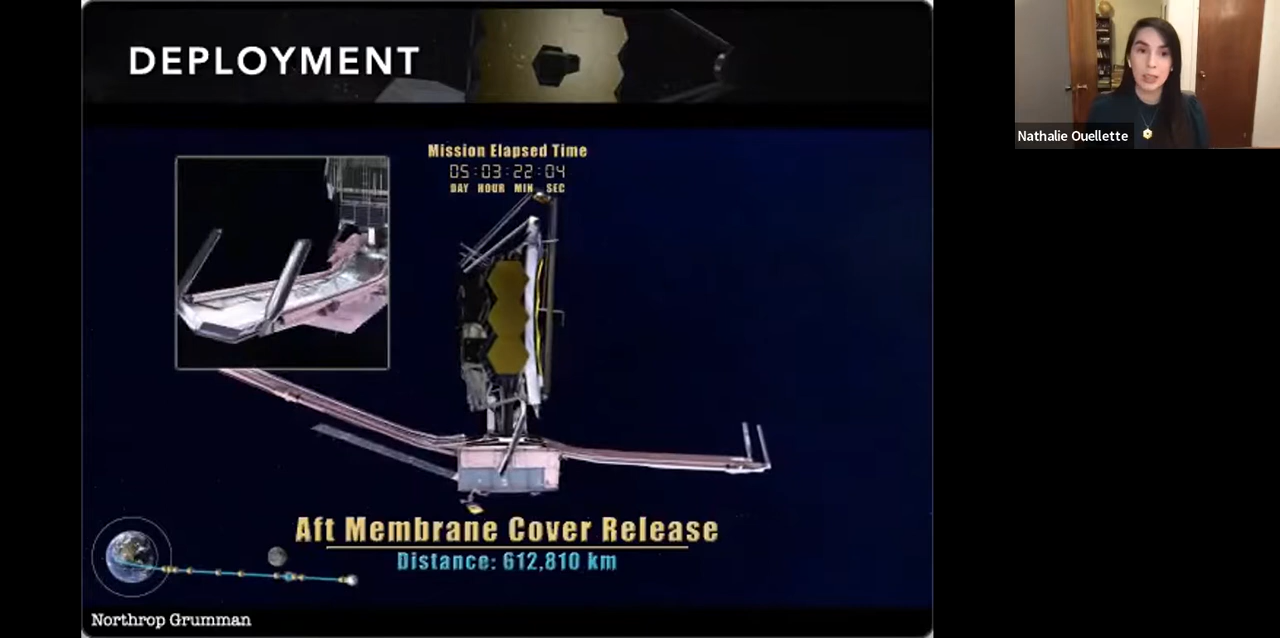 DEPLOYMENT
Mission Elapsed Time
05:03:22:04
DAY HOUR MIN SEC
Aft Membrane Cover Release
Distance: 612,810 km
Northrop Grumman
Nathalie Ouellette